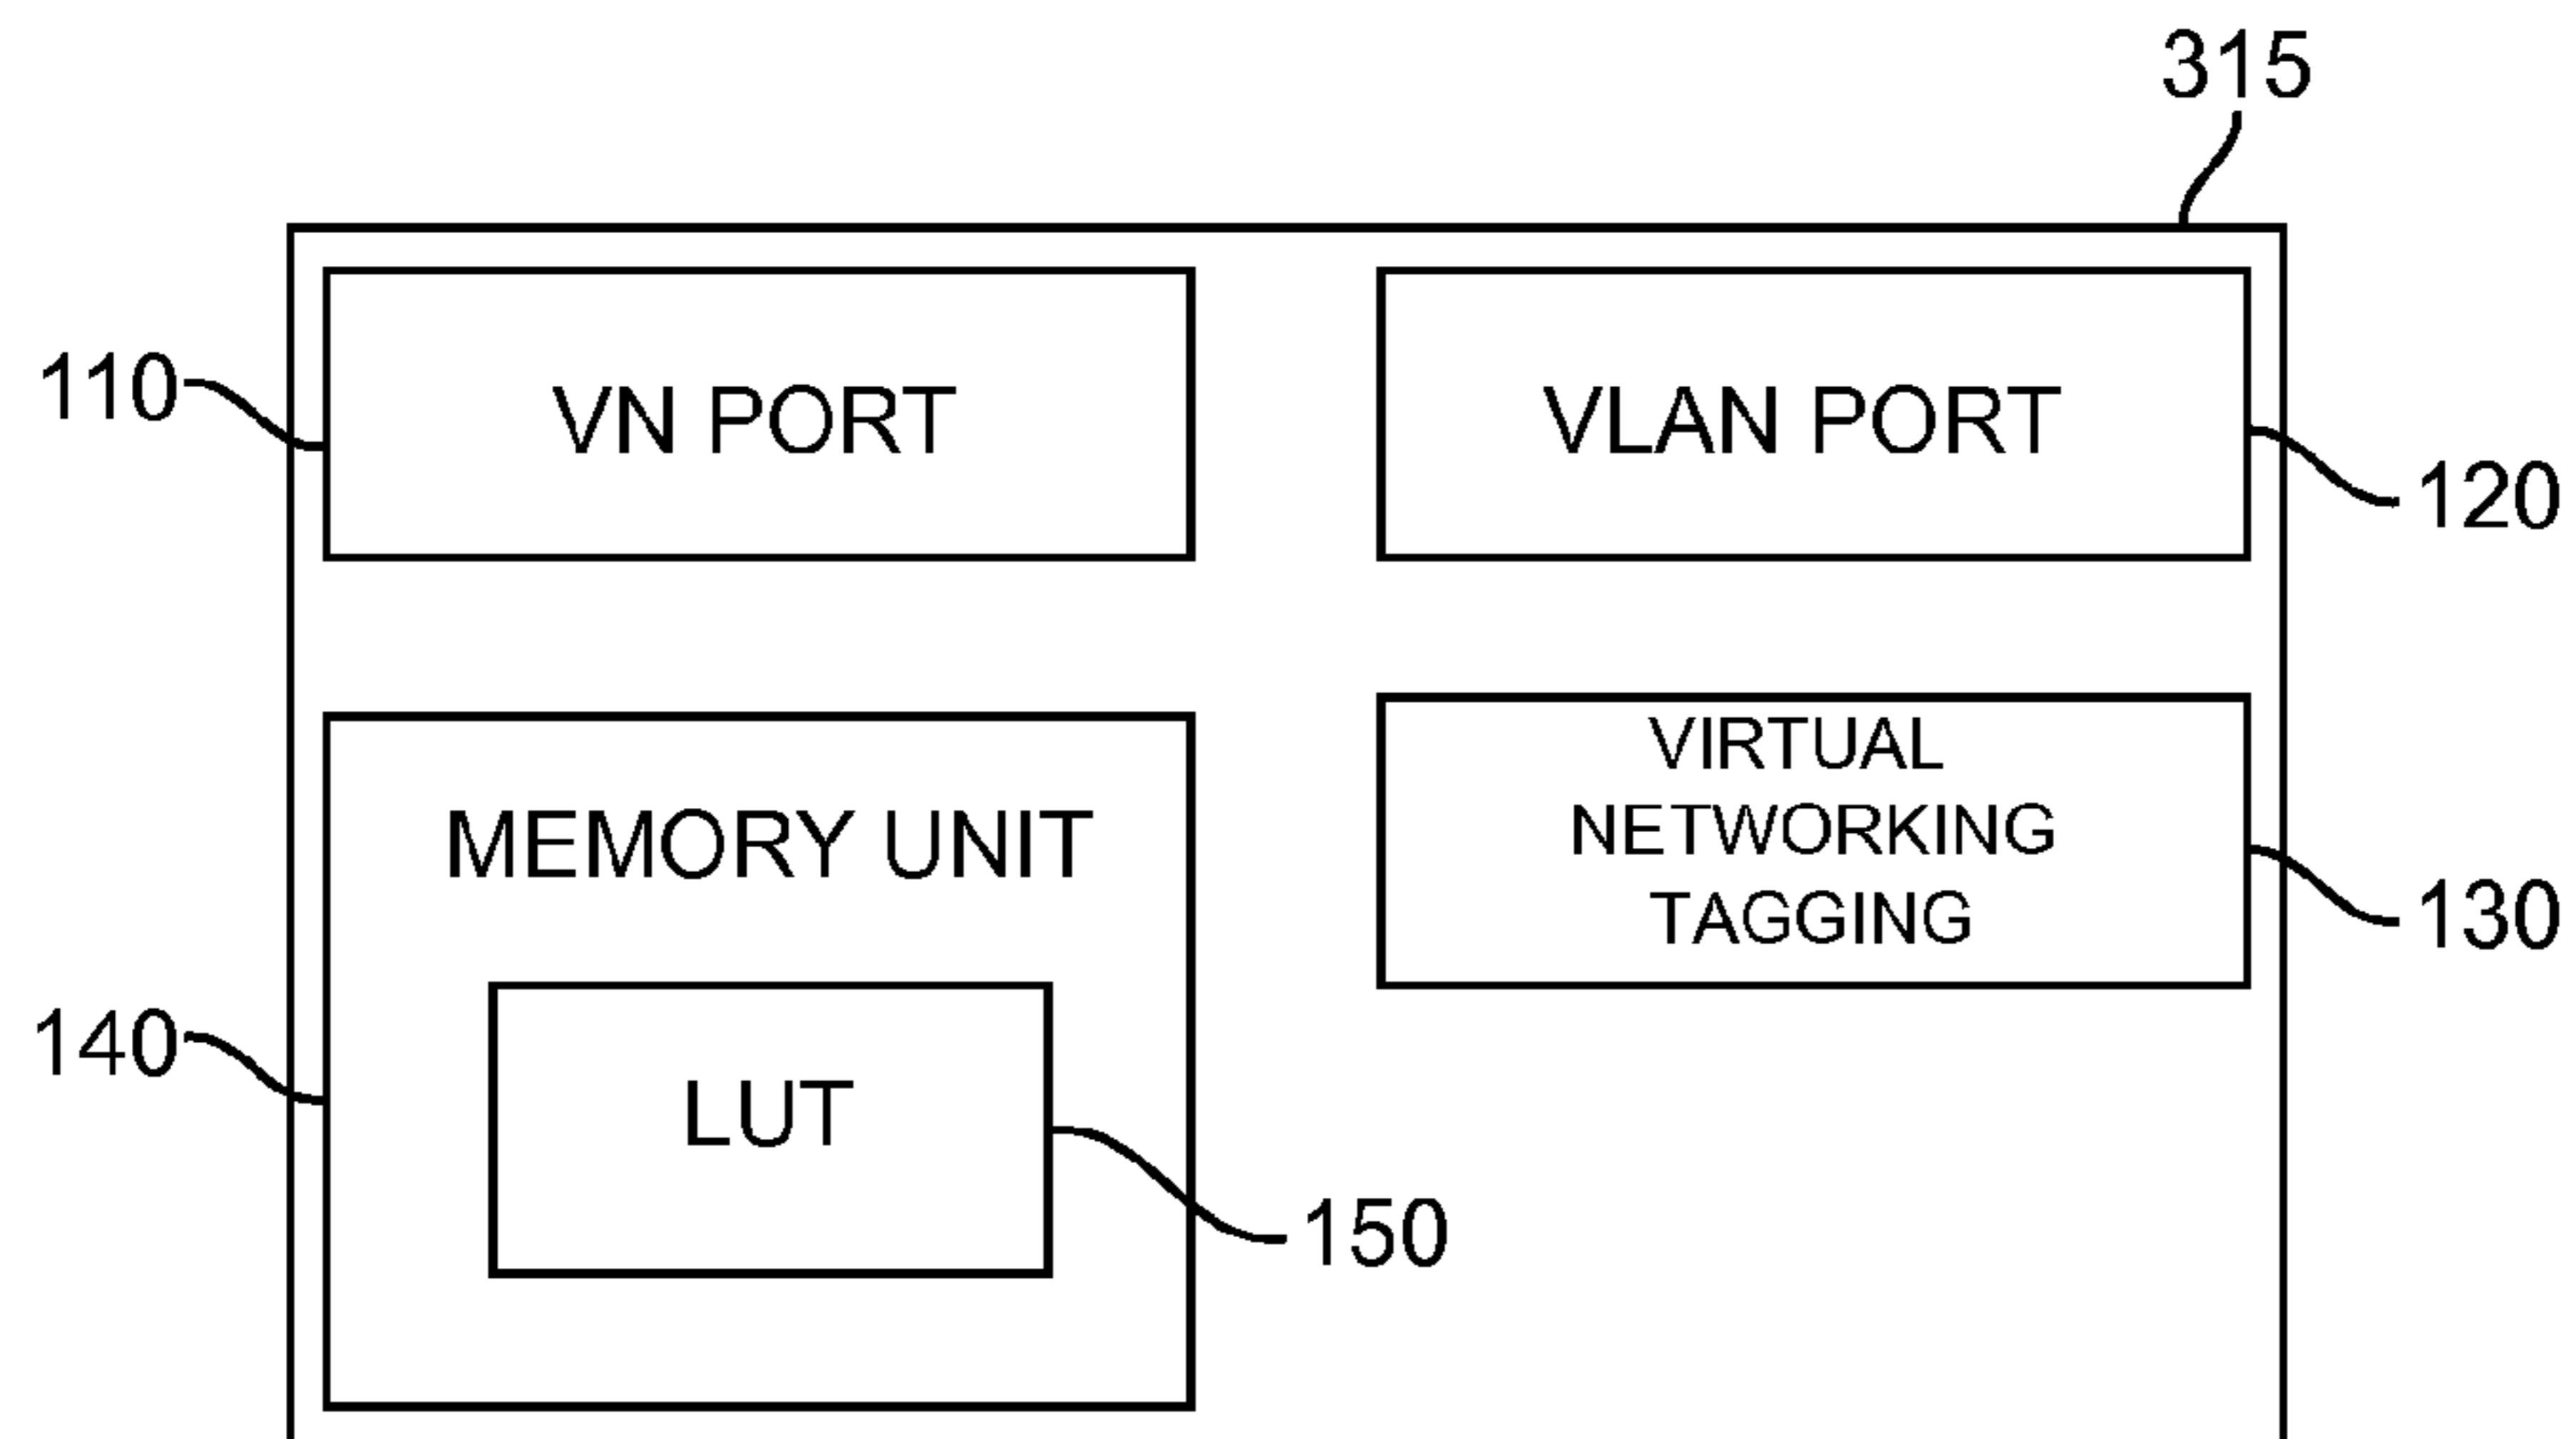 315
110
VN PORT
VLAN PORT
120
MEMORY UNIT
VIRTUAL
NETWORKING
TAGGING
130
140
LUT
150